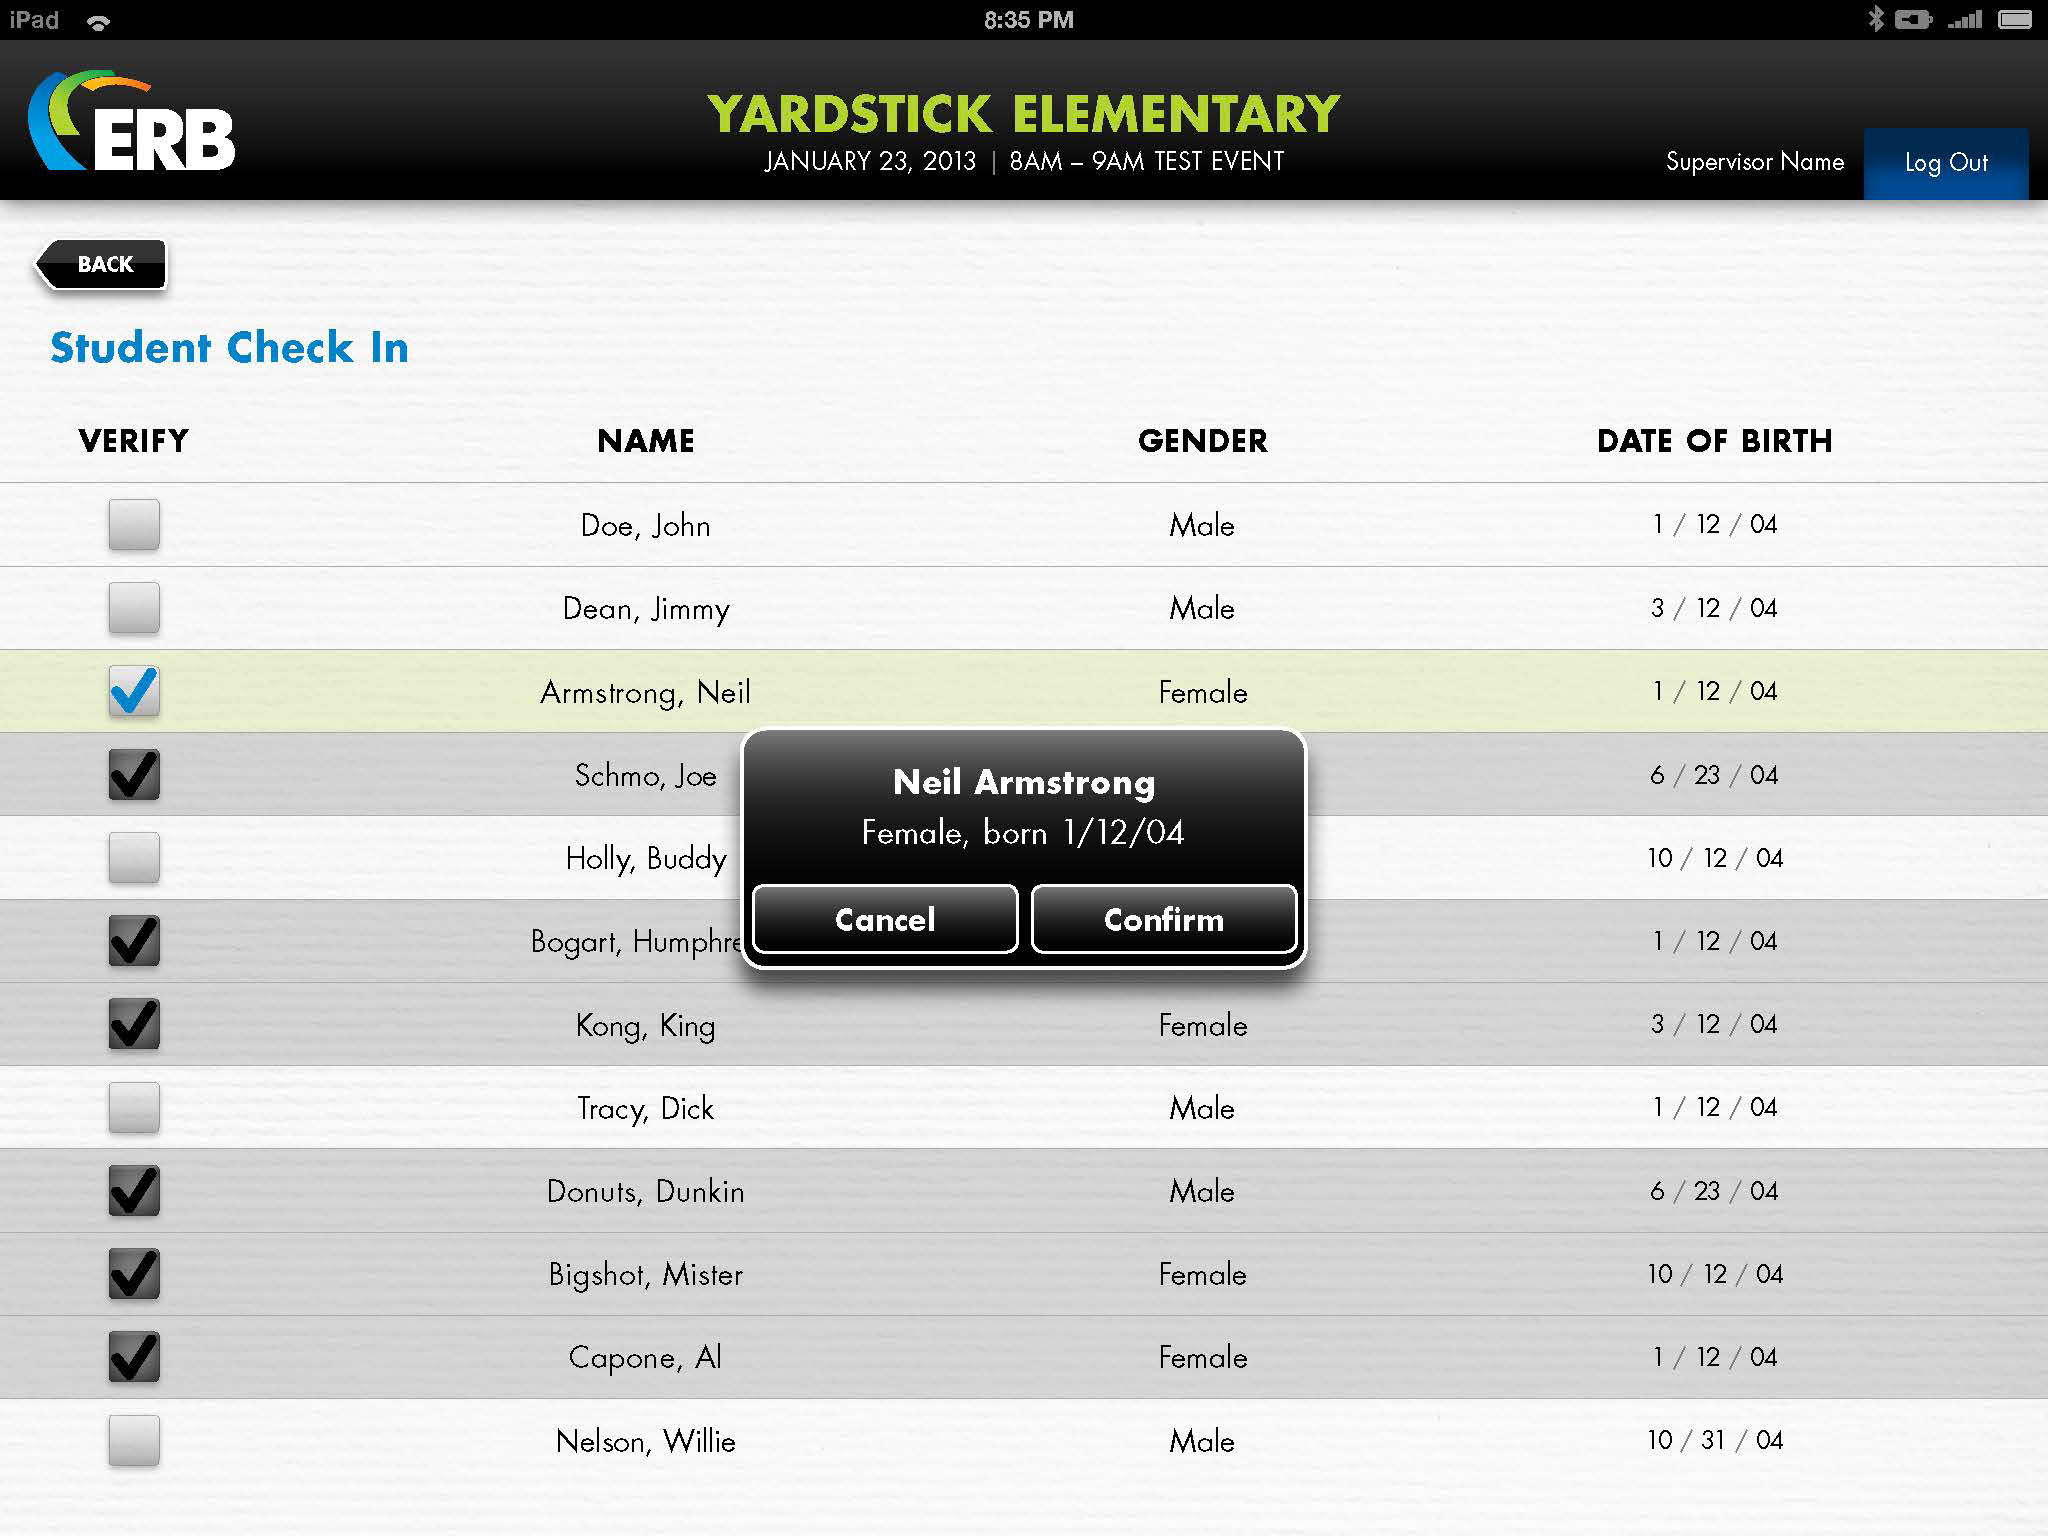 iPad
8:35 PM
ERB
YARDSTICK ELEMENTARY
JANUARY 23, 2013 | 8AM – 9AM TEST EVENT
Supervisor Name
Log Out
BACK
Student Check In
VERIFY NAME GENDER DATE OF BIRTH
Doe, John Male 1 / 12 / 04
Dean, Jimmy Male 3 / 12 / 04
Armstrong, Neil Female 1 / 12 / 04
Schmo, Joe 6 / 23 / 04
Holly, Buddy 10 / 12 / 04
Bogart, Humphre 1 / 12 / 04
Neil Armstrong
Female, born 1/12/04
Cancel Confirm
Kong, King Female 3 / 12 / 04
Tracy, Dick Male 1 / 12 / 04
Donuts, Dunkin Male 6 / 23 / 04
Bigshot, Mister Female 10 / 12 / 04
Capone, Al Female 1 / 12 / 04
Nelson, Willie Male 10 / 31 / 04